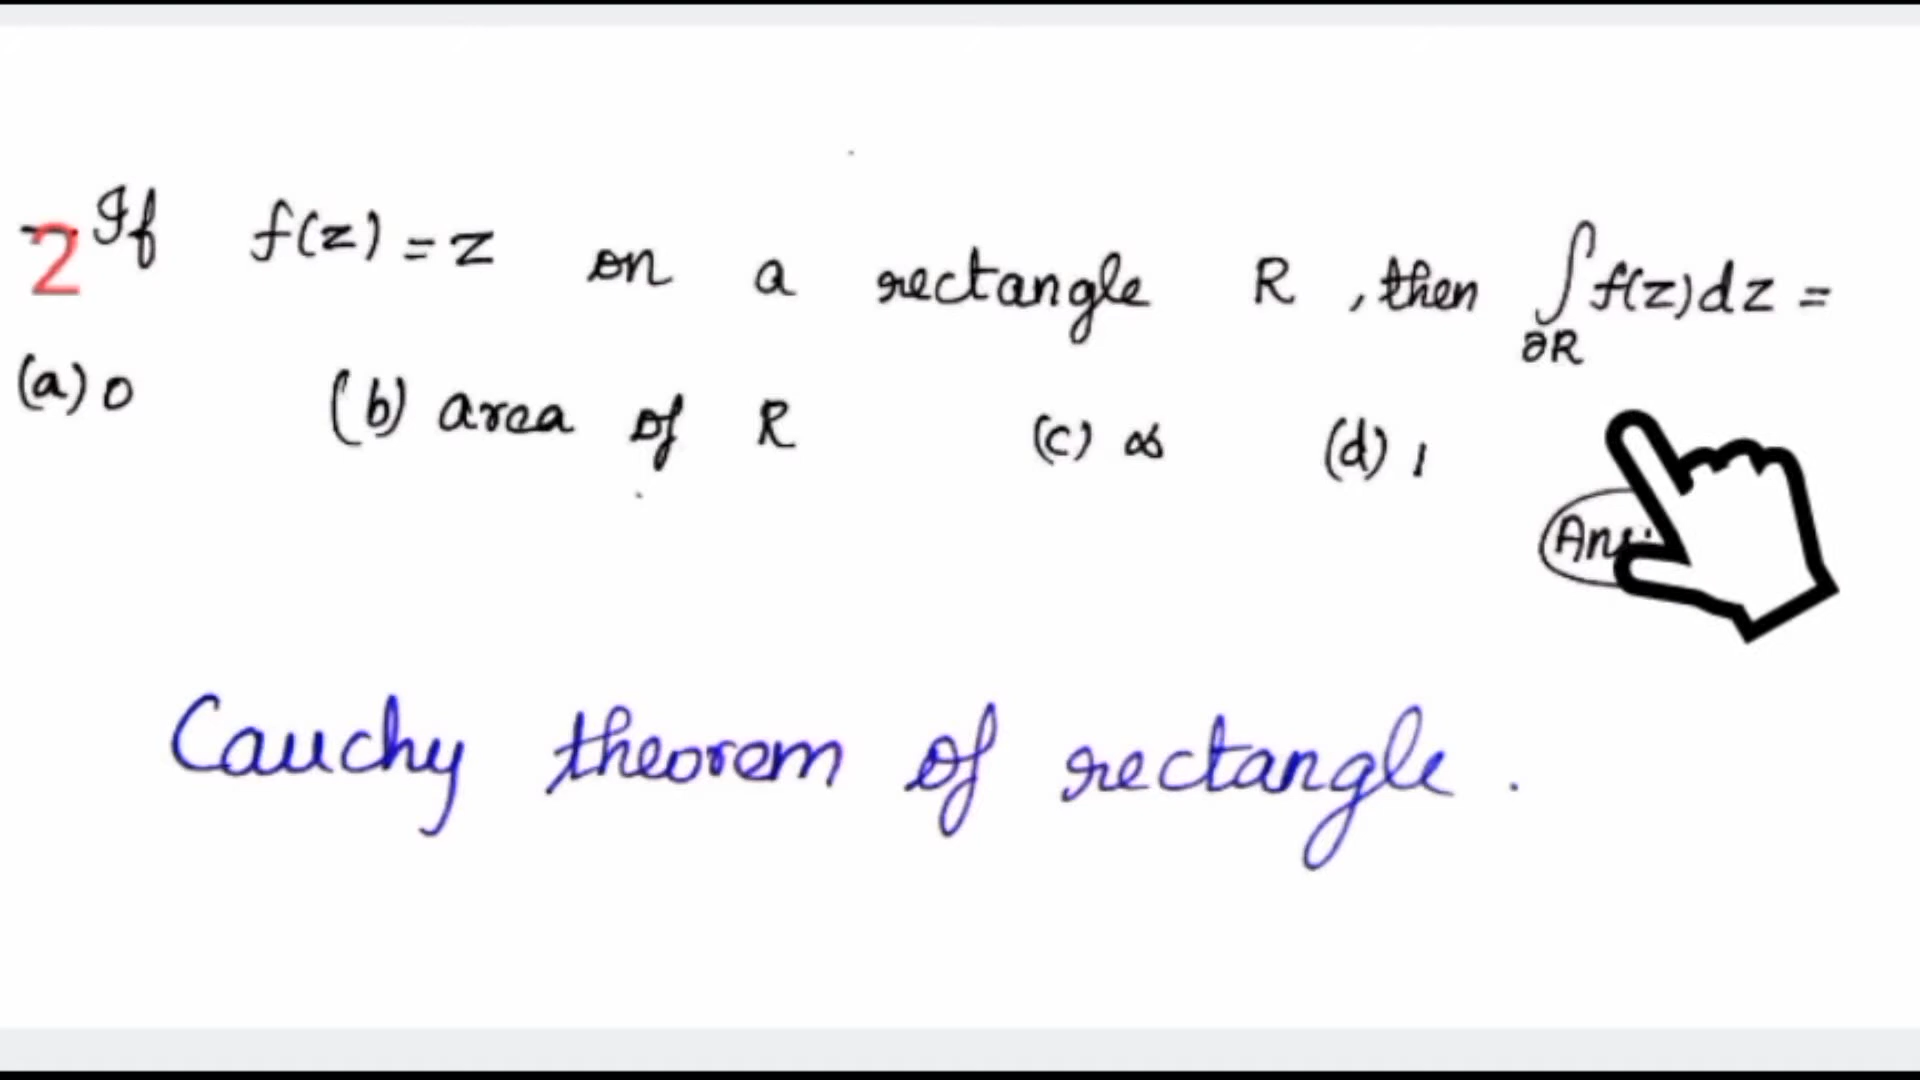 2 If f(z) = z on a rectangle R, then ∫∂R f(z)dz =
(a) 0 (b) area of R (c) ∞ (d) 1
Cauchy theorem of rectangle.